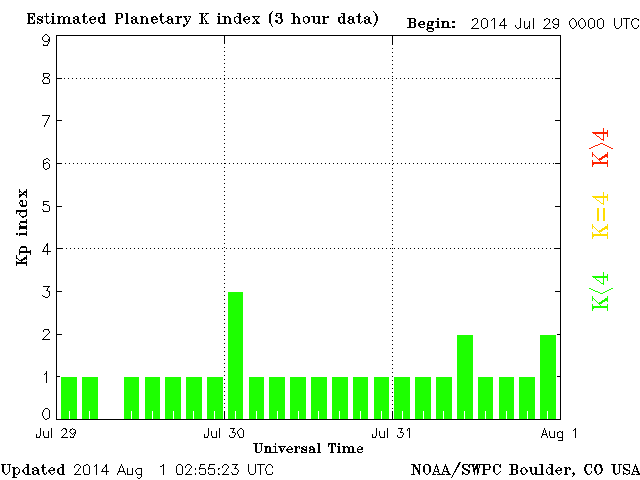 Estimated Planetary K index (3 hour data) Begin: 2014 Jul 29 0000 UTC
9
8
7
6
5
4
3
2
1
0
Kp index
K>4
K=4
K<4
Jul 29 Jul 30 Jul 31 Aug 1
Universal Time
Updated 2014 Aug 1 02:55:23 UTC NOAA/SWPC Boulder, CO USA